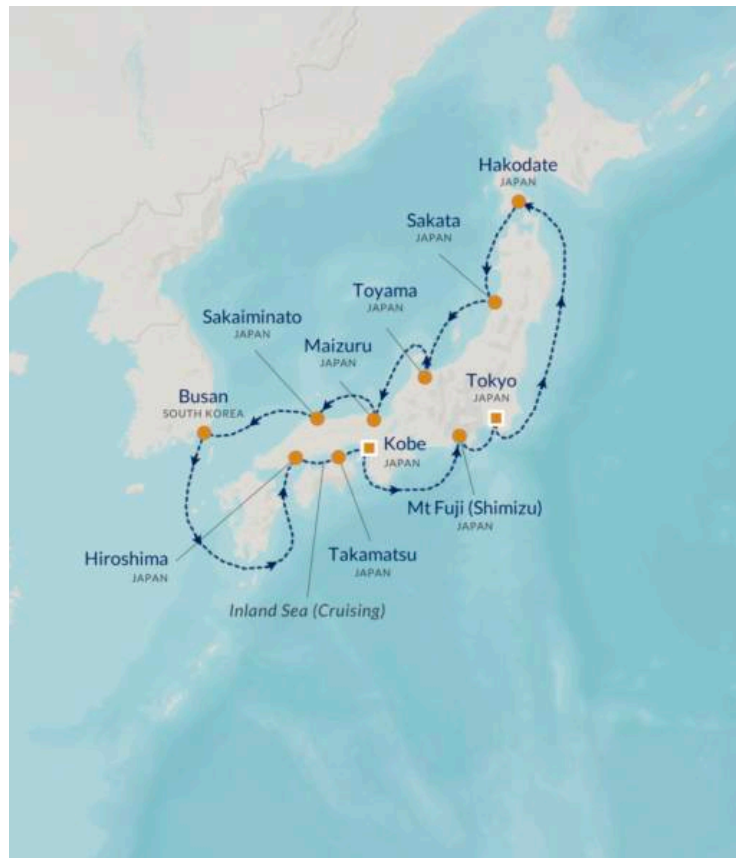 Hakodate
JAPAN
Sakata
JAPAN
Toyama
JAPAN
Sakaiminato
JAPAN
Maizuru
JAPAN
Tokyo
JAPAN
Busan
SOUTH KOREA
Kobe
JAPAN
Mt Fuji (Shimizu)
JAPAN
Hiroshima
JAPAN
Takamatsu
JAPAN
Inland Sea (Cruising)